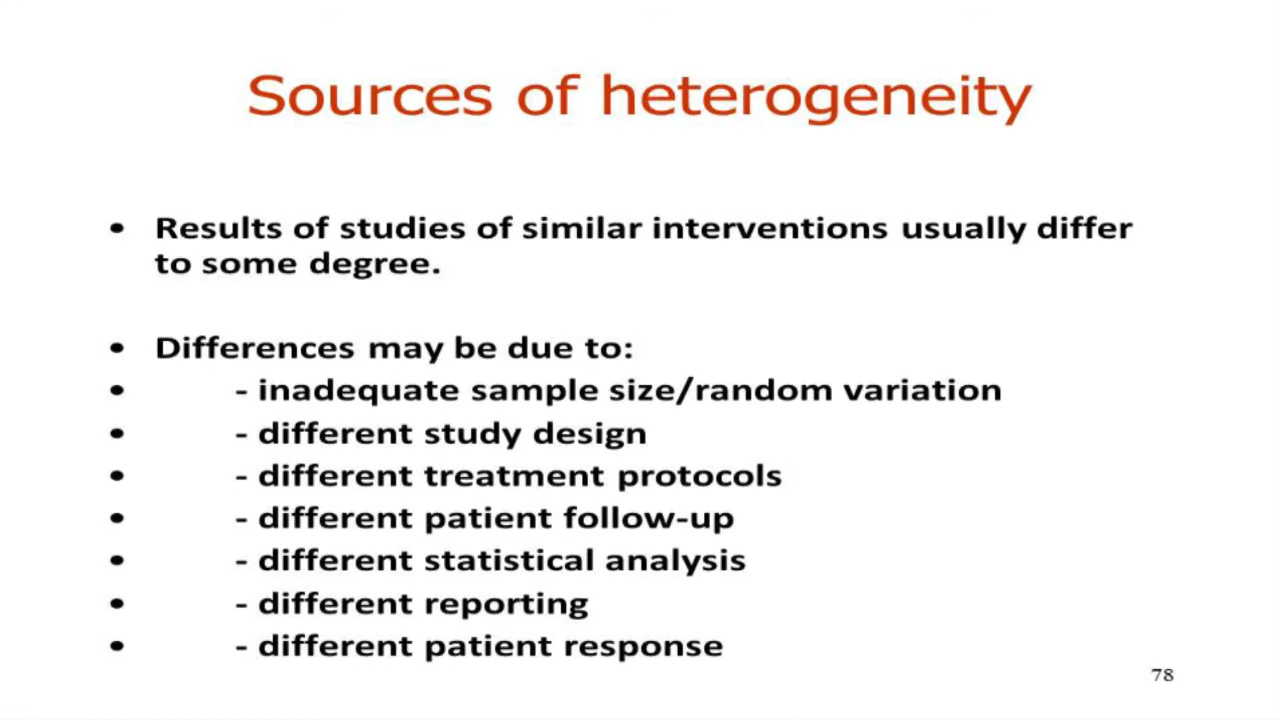 Sources of heterogeneity
• Results of studies of similar interventions usually differ
to some degree.
• Differences may be due to:
• - inadequate sample size/random variation
• - different study design
• - different treatment protocols
• - different patient follow-up
• - different statistical analysis
• - different reporting
• - different patient response
78